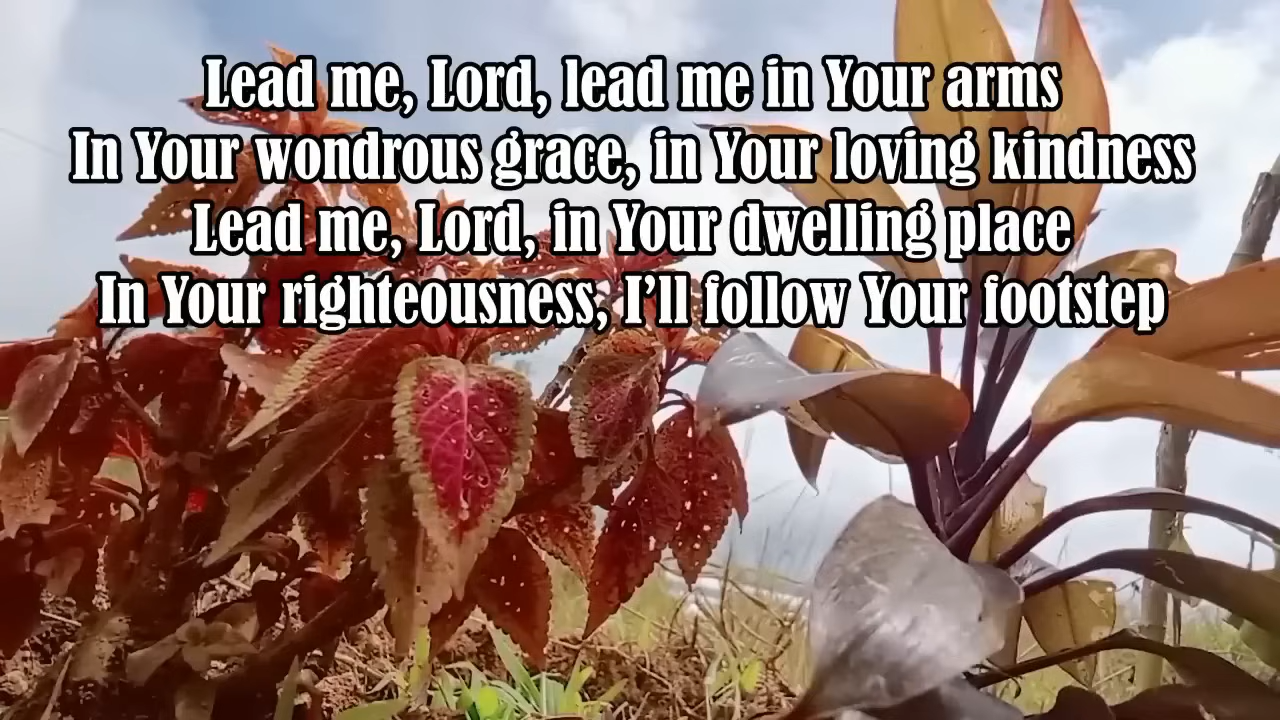 Lead me, Lord, lead me in Your arms
In Your wondrous grace, in Your loving kindness
Lead me, Lord, in Your dwelling place
In Your righteousness, I’ll follow Your footstep